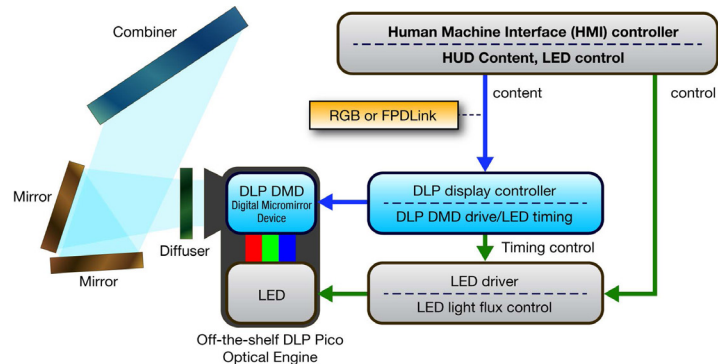 Combiner
Human Machine Interface (HMI) controller
HUD Content, LED control
content
control
RGB or FPDLink
Mirror
Diffuser
Mirror
DLP DMD
Digital Micromirror
Device
DLP display controller
DLP DMD drive/LED timing
Timing control
LED
LED driver
LED light flux control
Off-the-shelf DLP Pico
Optical Engine